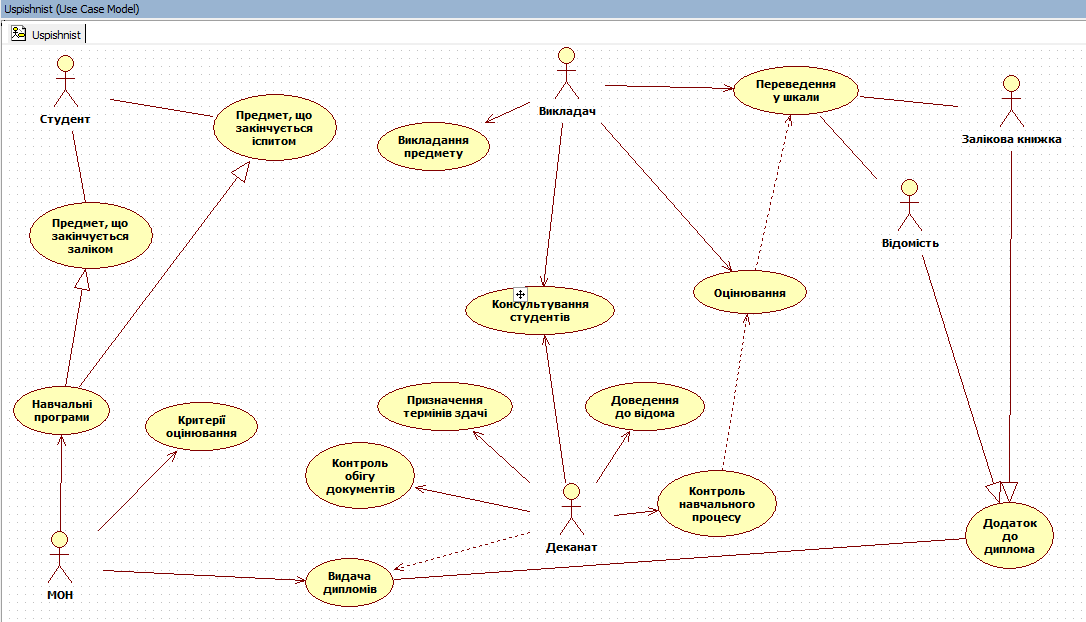 Uspishnist (Use Case Model)
Uspishnist
Студент
Предмет, що
закінчується
іспитом
Викладання
предмету
Викладач
Переведення
у шкали
Залікова книжка
Предмет, що
закінчується
заліком
Відомість
Консультування
студентів
Оцінювання
Навчальні
програми
Критерії
оцінювання
Призначення
термінів здачі
Доведення
до відома
Контроль
обігу
документів
Контроль
навчального
процесу
Деканат
Додаток
до
диплома
МОН
Видача
дипломів